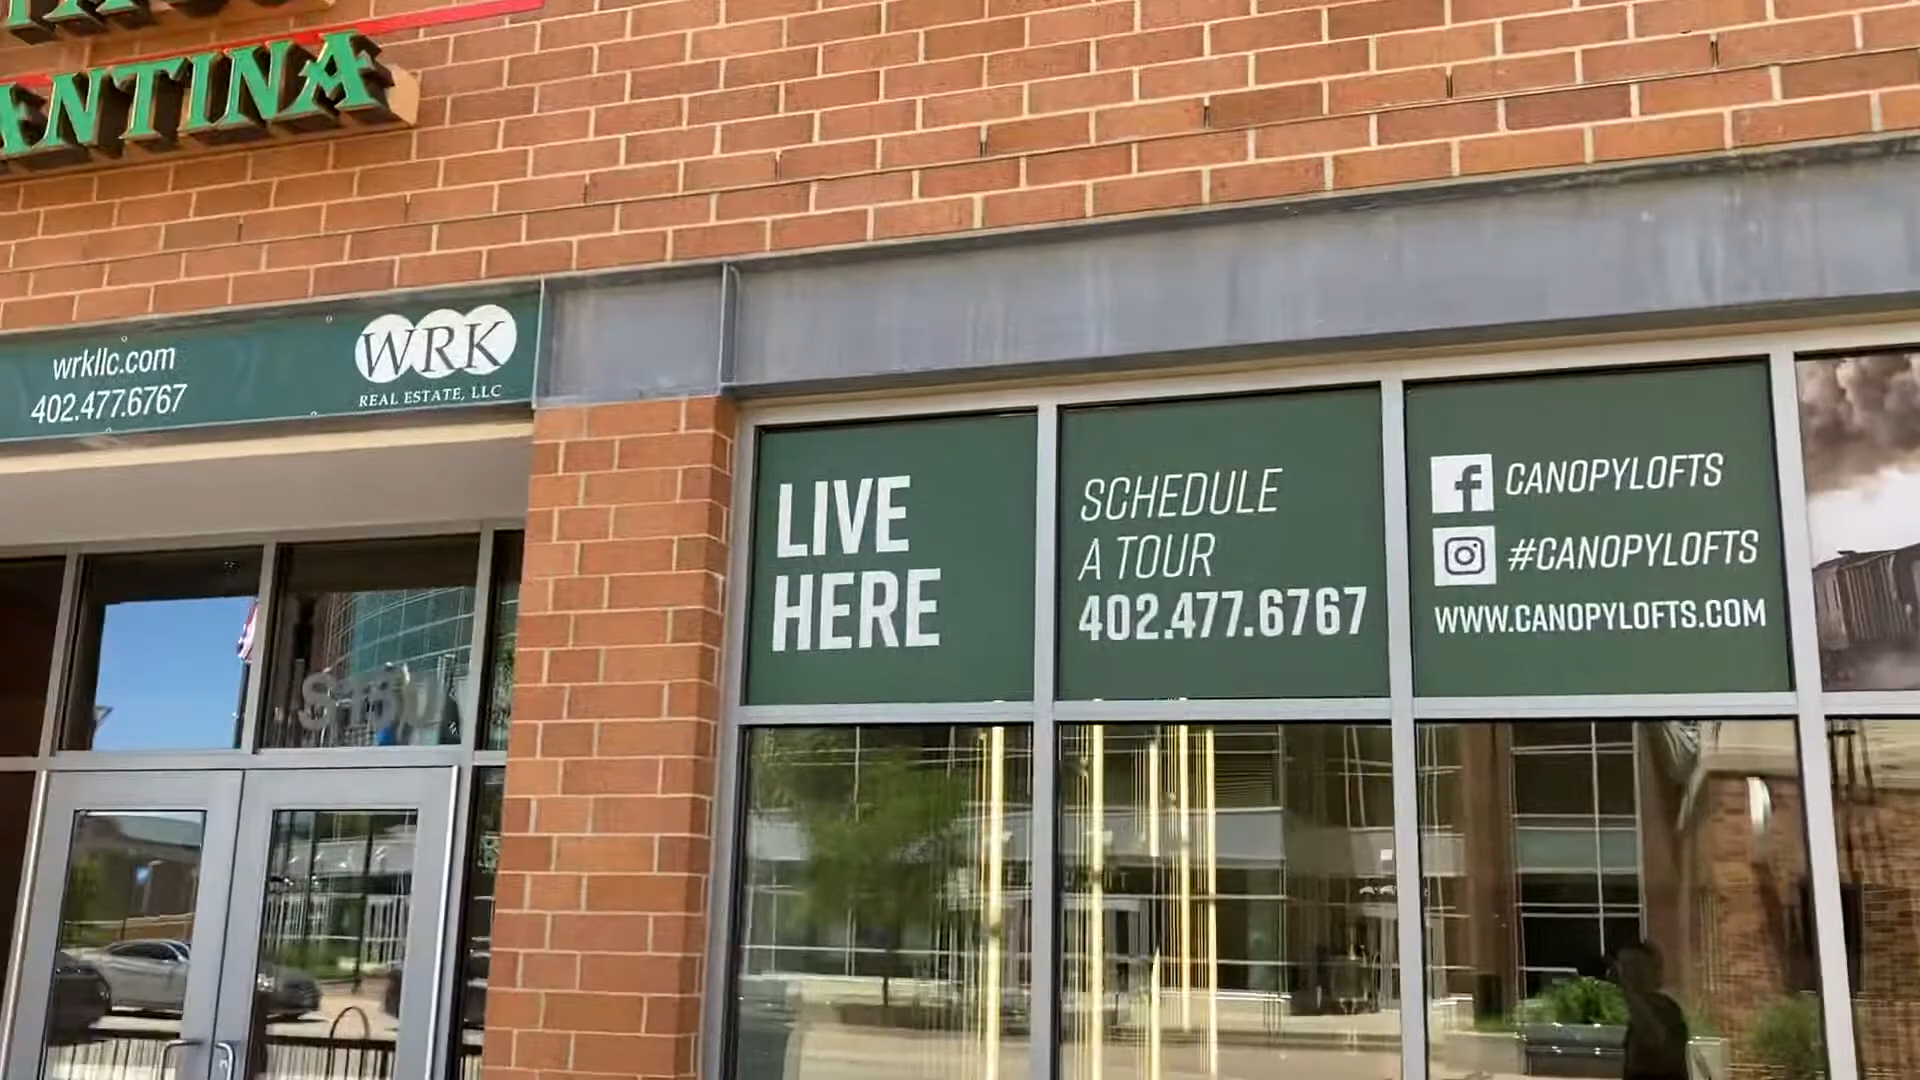 ANTINA
wrkllc.com
402.477.6767
WRK
REAL ESTATE, LLC
LIVE
HERE
SCHEDULE
A TOUR
402.477.6767
CANOPYLOFTS
#CANOPYLOFTS
WWW.CANOPYLOFTS.COM